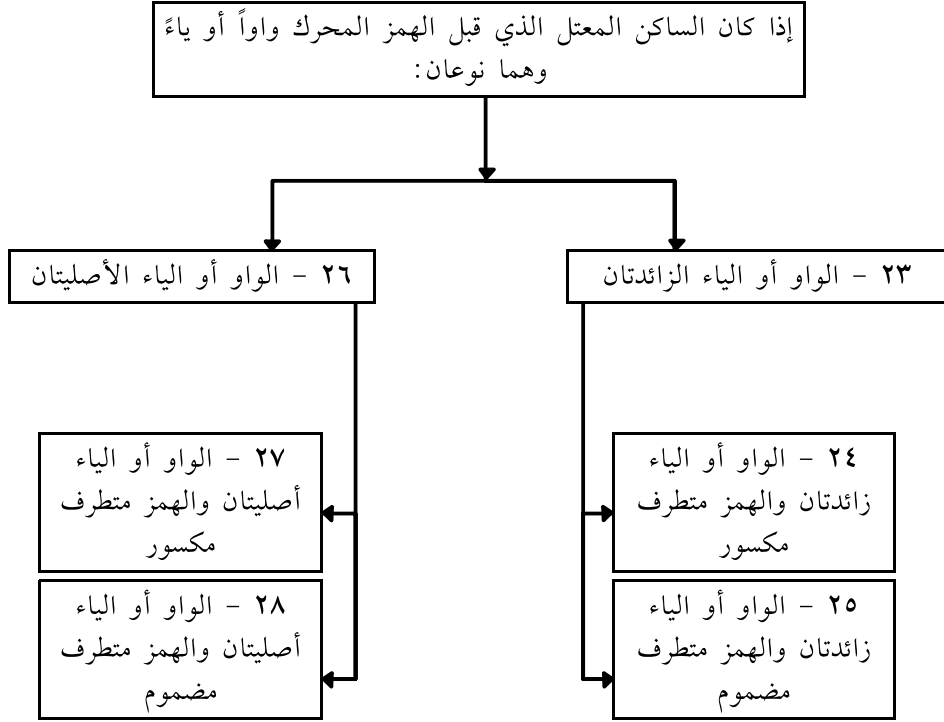 إذا كان الساكن المعتل الذي قبل الهمز المحرك واواً أو ياءً
وهما نوعان:
٢٣ – الواو أو الياء الزائدتان
٢٤ – الواو أو الياء
زائدتان والهمز متطرف
مكسور
٢٥ – الواو أو الياء
زائدتان والهمز متطرف
مضموم
٢٦ – الواو أو الياء الأصليتان
٢٧ – الواو أو الياء
أصليتان والهمز متطرف
مكسور
٢٨ – الواو أو الياء
أصليتان والهمز متطرف
مضموم